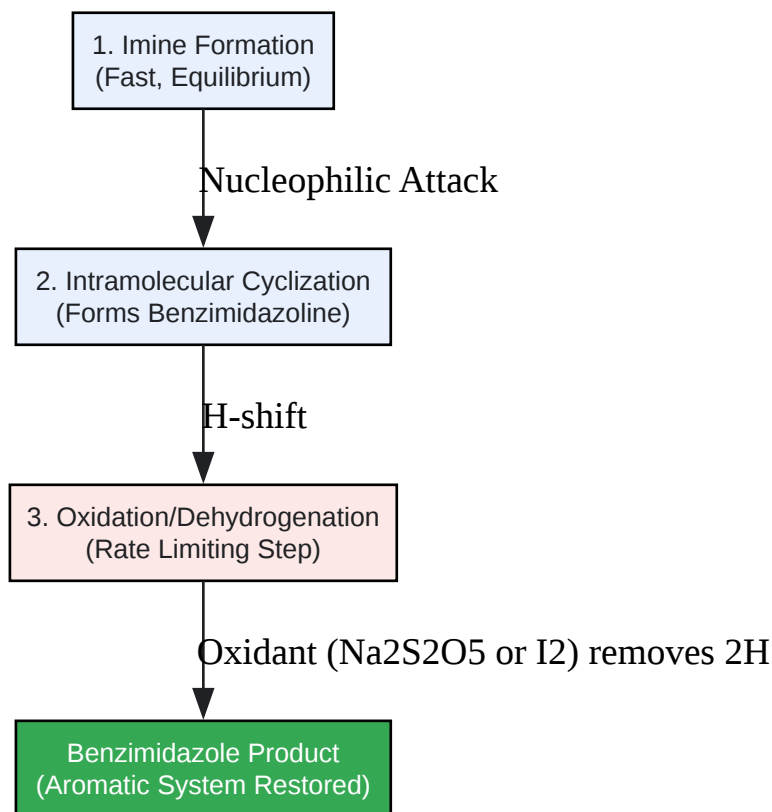 1. Imine Formation
(Fast, Equilibrium)
Nucleophilic Attack
2. Intramolecular Cyclization
(Forms Benzimidazoline)
H-shift
3. Oxidation/Dehydrogenation
(Rate Limiting Step)
Oxidant (Na2S2O5 or I2) removes 2H
Benzimidazole Product
(Aromatic System Restored)